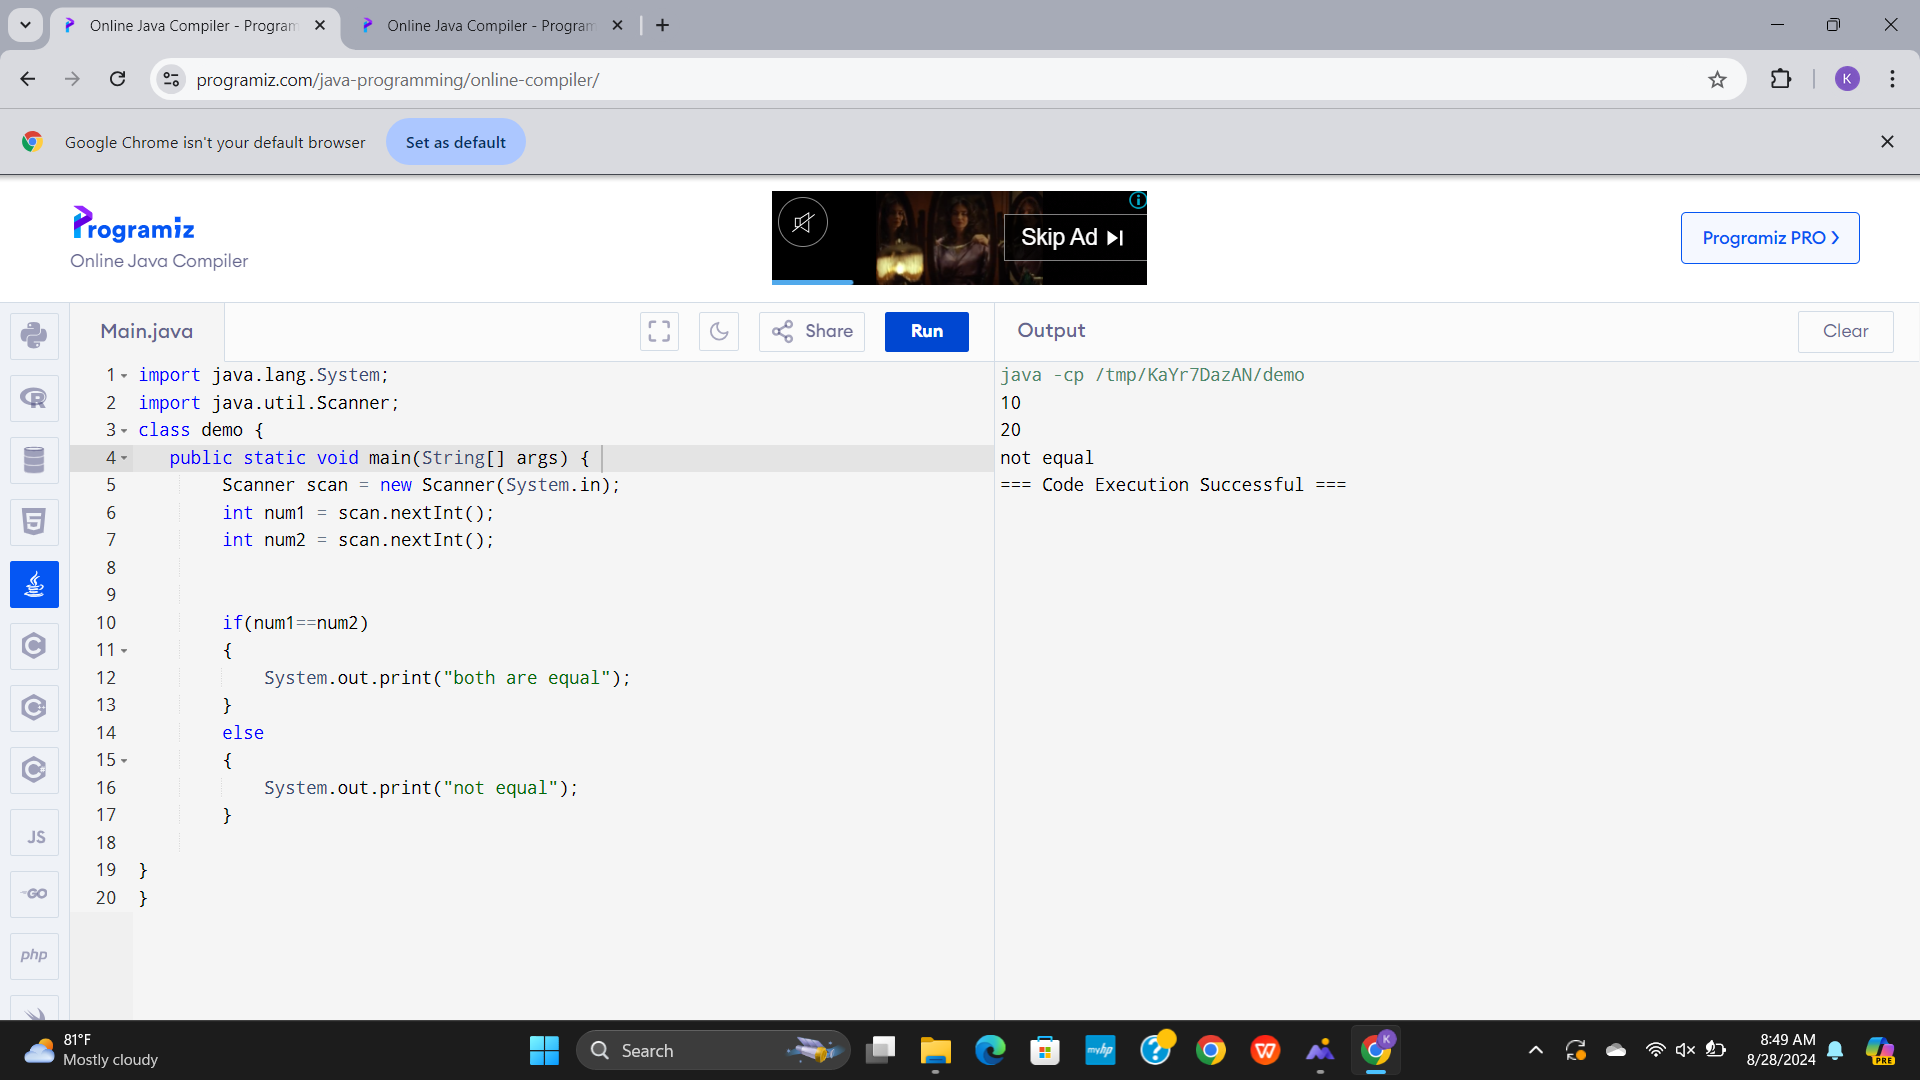 Online Java Compiler - Program
Online Java Compiler - Program
programiz.com/java-programming/online-compiler/
K
Google Chrome isn't your default browser
Set as default
Programiz
Online Java Compiler
Skip Ad
Programiz PRO
Main.java
Share
Run
Output
Clear
1 import java.lang.System;
2 import java.util.Scanner;
3 class demo {
4 public static void main(String[] args) {
5 Scanner scan = new Scanner(System.in);
6 int num1 = scan.nextInt();
7 int num2 = scan.nextInt();
8
9
10 if(num1==num2)
11 {
12 System.out.print("both are equal");
13 }
14 else
15 {
16 System.out.print("not equal");
17 }
18
19 }
20 }
java -cp /tmp/KaYr7DazAN/demo
10
20
not equal
=== Code Execution Successful ===
JS
GO
php
81°F
Mostly cloudy
Search
myhp
K
8:49 AM
8/28/2024
PRE